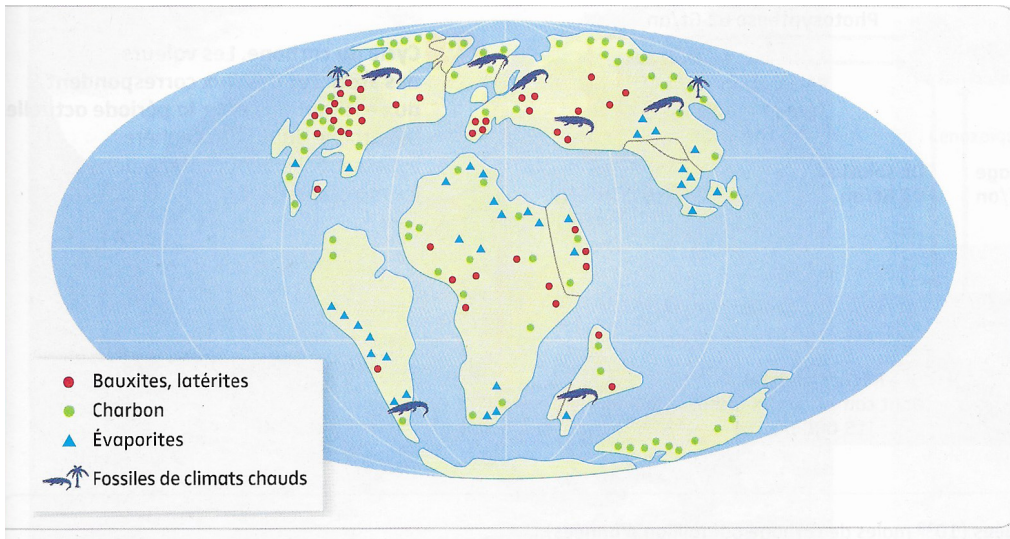 Bauxites, latérites
Charbon
Évaporites
Fossiles de climats chauds